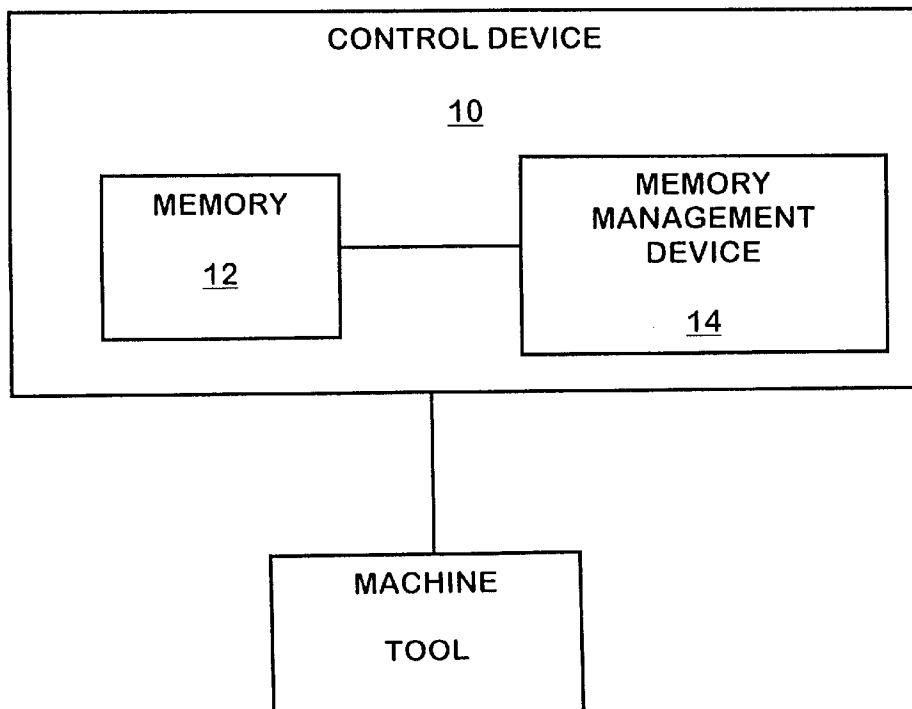 CONTROL DEVICE
10
MEMORY
12
MEMORY
MANAGEMENT
DEVICE
14
MACHINE
TOOL